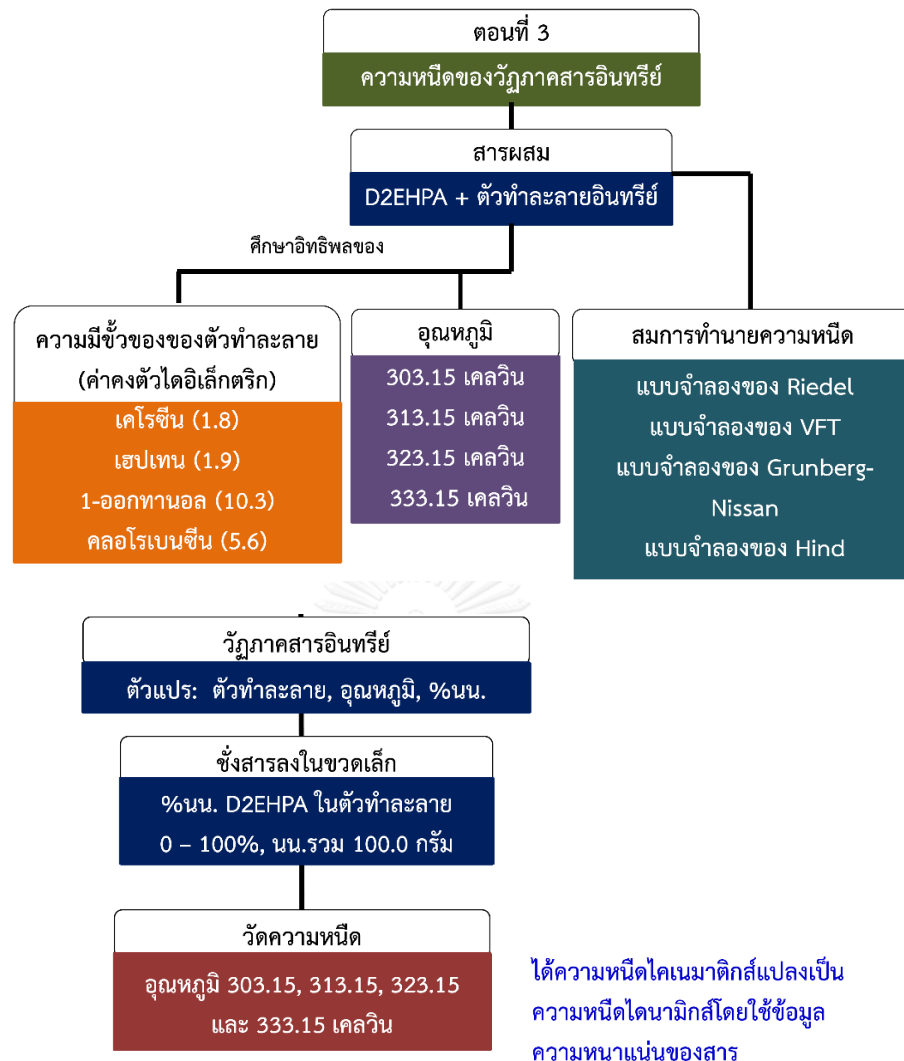 ตอนที่ 3
ความหนืดของวัฏภาคสารอินทรีย์
สารผสม
D2EHPA + ตัวทำละลายอินทรีย์
ศึกษาอิทธิพลของ
ความมีขั้วของของตัวทำละลาย
(ค่าคงตัวไดอิเล็กตริก)
เคโรซีน (1.8)
เฮปเทน (1.9)
1-ออกทานอล (10.3)
คลอโรเบนซีน (5.6)
อุณหภูมิ
303.15 เคลวิน
313.15 เคลวิน
323.15 เคลวิน
333.15 เคลวิน
สมการทำนายความหนืด
แบบจำลองของ Riedel
แบบจำลองของ VFT
แบบจำลองของ Grunberg-
Nissan
แบบจำลองของ Hind
วัฏภาคสารอินทรีย์
ตัวแปร: ตัวทำละลาย, อุณหภูมิ, %นน.
ชั่งสารลงในขวดเล็ก
%นน. D2EHPA ในตัวทำละลาย
0 – 100%, นน.รวม 100.0 กรัม
วัดความหนืด
อุณหภูมิ 303.15, 313.15, 323.15
และ 333.15 เคลวิน
ได้ความหนืดไคเนมาติกส์แปลงเป็น
ความหนืดไดนามิกส์โดยใช้ข้อมูล
ความหนาแน่นของสาร